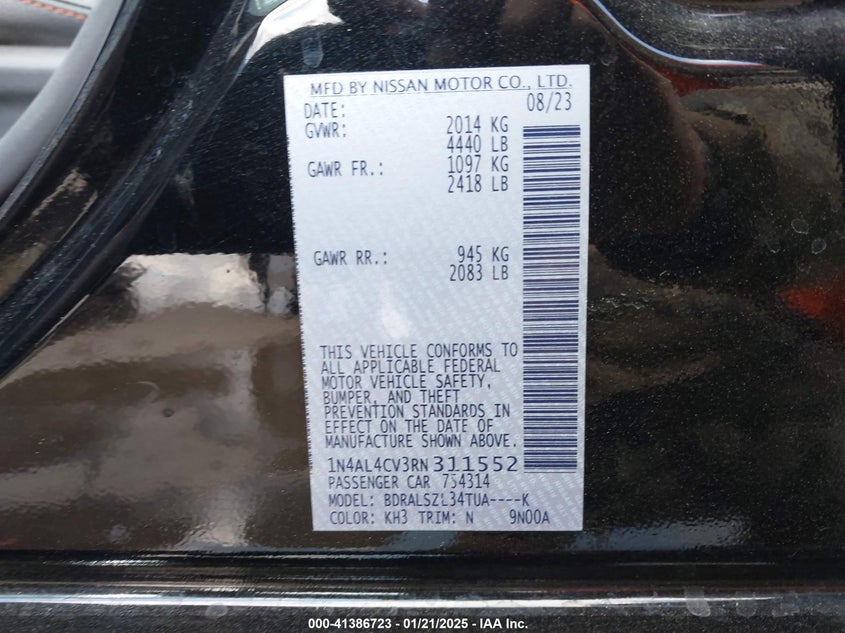 MFD BY NISSAN MOTOR CO., LTD.
DATE: 08/23
GVWR: 2014 KG
4440 LB
GAWR FR.: 1097 KG
2418 LB
GAWR RR.: 945 KG
2083 LB
THIS VEHICLE CONFORMS TO
ALL APPLICABLE FEDERAL
MOTOR VEHICLE SAFETY,
BUMPER, AND THEFT
PREVENTION STANDARDS IN
EFFECT ON THE DATE OF
MANUFACTURE SHOWN ABOVE.
1N4AL4CV3RN311552
PASSENGER CAR 754314
MODEL: BDRALSZL34TUA----K
COLOR: KH3 TRIM: N 9N00A
000-41386723 - 01/21/2025 - IAA Inc.